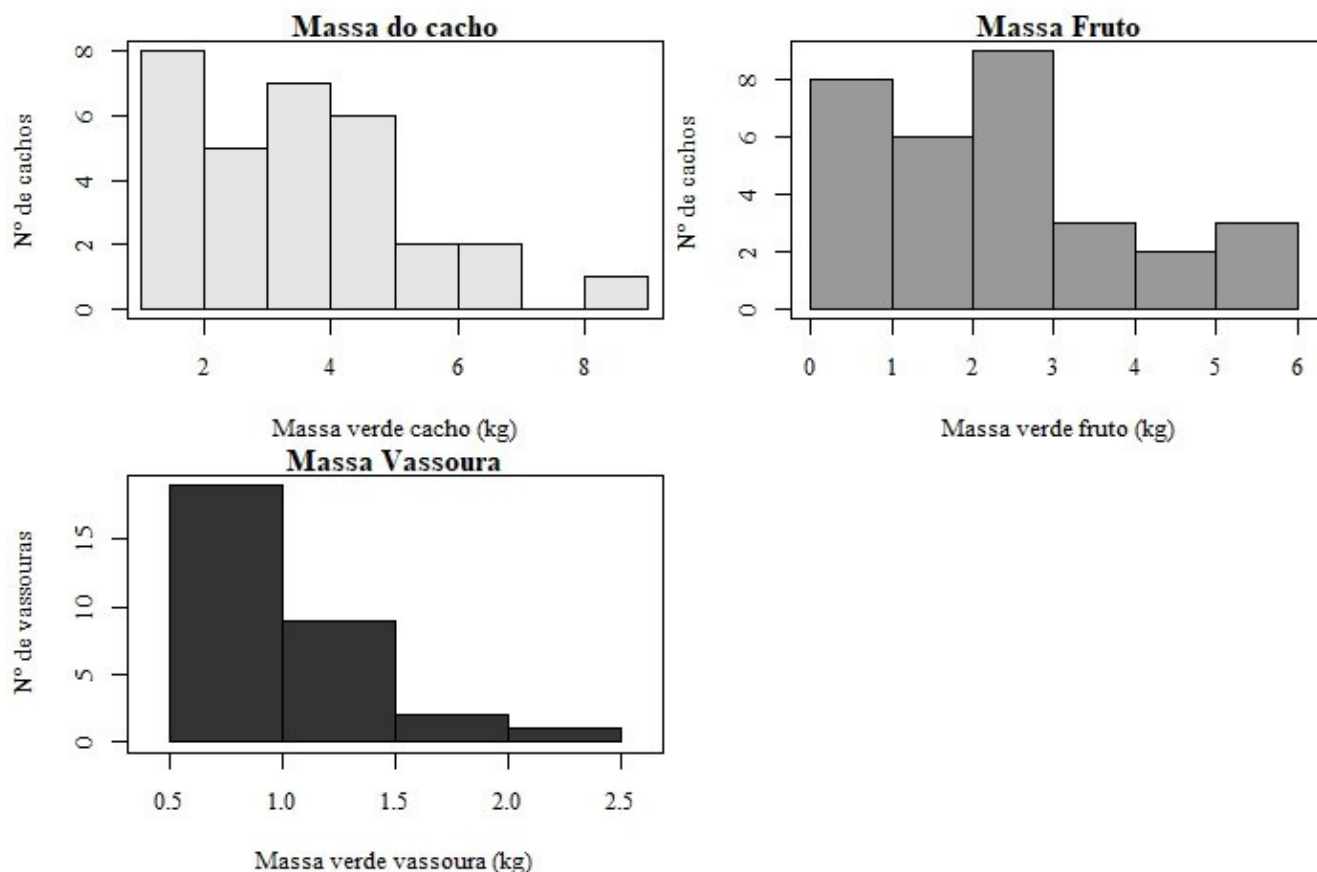 Massa do cacho
Nº de cachos
0 2 4 6 8
2 4 6 8
Massa verde cacho (kg)
Massa Fruto
Nº de cachos
0 2 4 6 8
0 1 2 3 4 5 6
Massa verde fruto (kg)
Massa Vassoura
Nº de vassouras
0 5 10 15
0.5 1.0 1.5 2.0 2.5
Massa verde vassoura (kg)